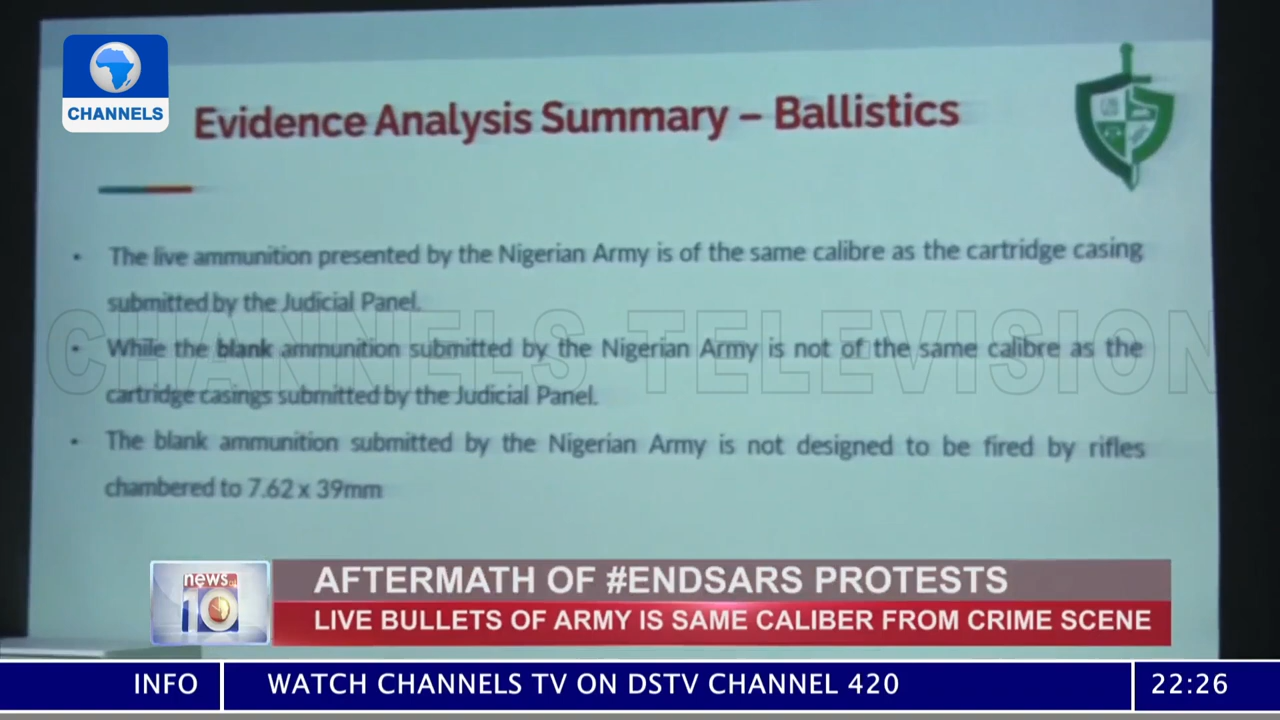 CHANNELS
Evidence Analysis Summary – Ballistics
• The live ammunition presented by the Nigerian Army is of the same calibre as the cartridge casing
submitted by the Judicial Panel.
CHANNELS TELEVISION
• While the blank ammunition submitted by the Nigerian Army is not of the same calibre as the
cartridge casings submitted by the Judicial Panel.
• The blank ammunition submitted by the Nigerian Army is not designed to be fired by rifles
chambered to 7.62 x 39mm
news
10
AFTERMATH OF #ENDSARS PROTESTS
LIVE BULLETS OF ARMY IS SAME CALIBER FROM CRIME SCENE
INFO
WATCH CHANNELS TV ON DSTV CHANNEL 420
22:26